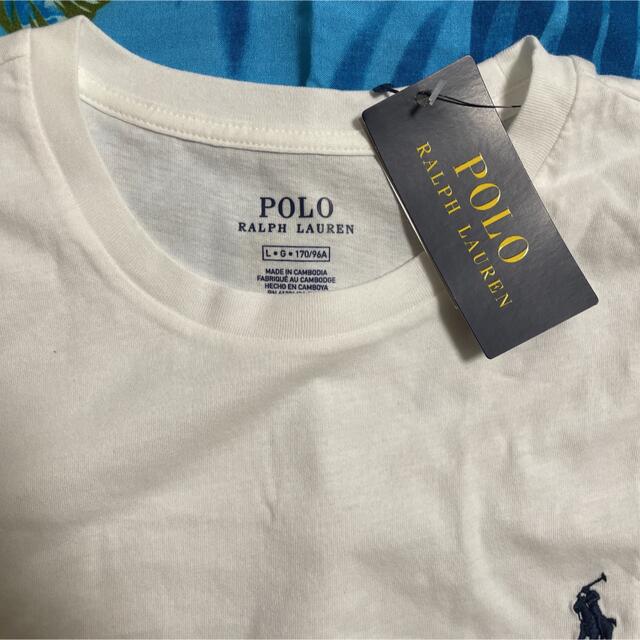 POLO
RALPH LAUREN
L • G • 170/96A
MADE IN CAMBODIA
FABRIQUÉ AU CAMBODGE
HECHO EN CAMBOYA
POLO
RALPH LAUREN